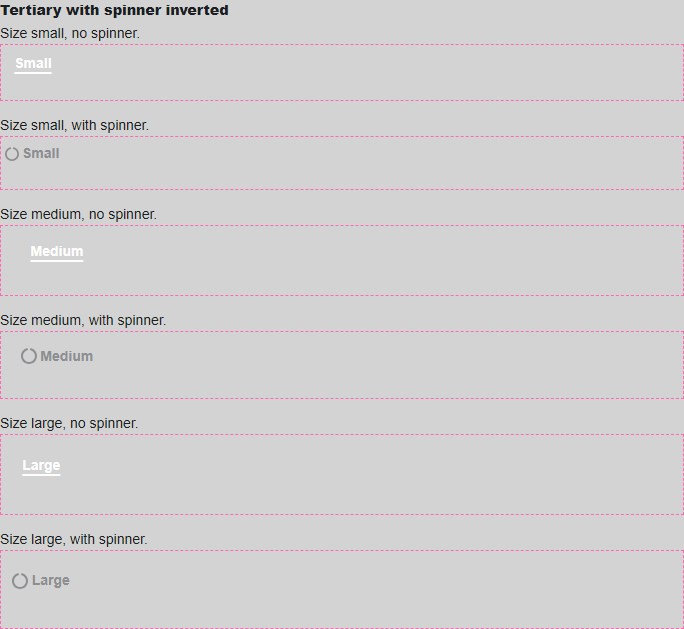 Tertiary with spinner inverted
Size small, no spinner.
Small
Size small, with spinner.
Small
Size medium, no spinner.
Medium
Size medium, with spinner.
Medium
Size large, no spinner.
Large
Size large, with spinner.
Large